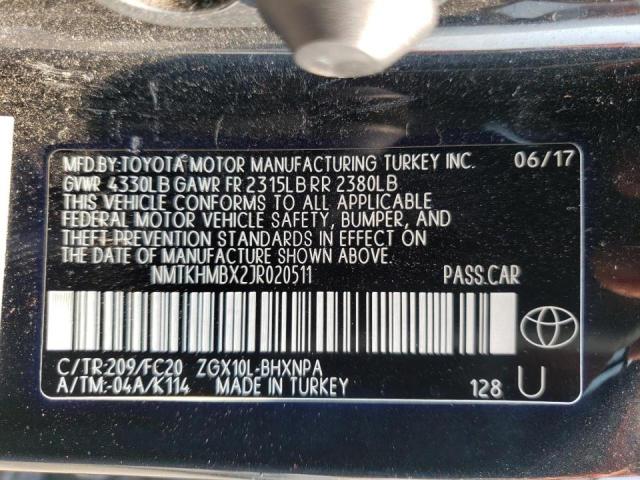 MFD.BY:TOYOTA MOTOR MANUFACTURING TURKEY INC. 06/17
GVWR 4330LB GAWR FR 2315LB RR 2380LB
THIS VEHICLE CONFORMS TO ALL APPLICABLE
FEDERAL MOTOR VEHICLE SAFETY, BUMPER, AND
THEFT-PREVENTION STANDARDS IN EFFECT ON
THE DATE OF MANUFACTURE SHOWN ABOVE.
NMTKHMBX2JR020511 PASS.CAR
C/TR:209/FC20 ZGX10L-BHXNPA
A/TM:-04A/K114 MADE IN TURKEY 128 U